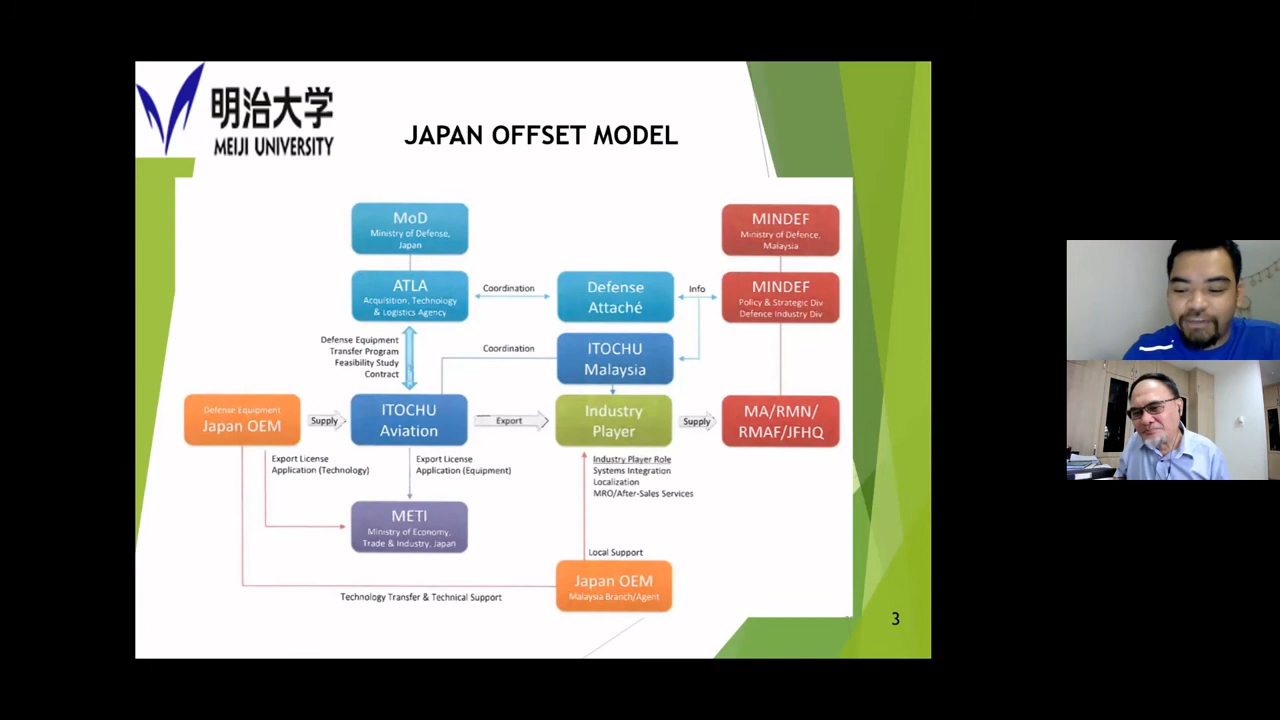 明治大学
MEIJI UNIVERSITY
JAPAN OFFSET MODEL
MoD
Ministry of Defense,
Japan
MINDEF
Ministry of Defence,
Malaysia
ATLA
Acquisition, Technology
& Logistics Agency
Coordination
Defense
Attaché
Info
MINDEF
Policy & Strategic Div
Defence Industry Div
Defense Equipment
Transfer Program
Feasibility Study
Contract
Coordination
ITOCHU
Malaysia
Defense Equipment
Japan OEM
Supply
ITOCHU
Aviation
Export
Industry
Player
Supply
MA/RMN/
RMAF/JFHQ
Export License
Application (Technology)
Export License
Application (Equipment)
Industry Player Role
Systems Integration
Localization
MRO/After-Sales Services
METI
Ministry of Economy,
Trade & Industry, Japan
Local Support
Japan OEM
Malaysia Branch/Agent
Technology Transfer & Technical Support
3